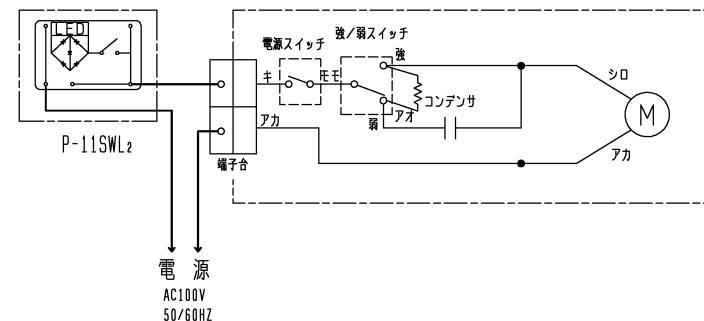 LED
P-11SWL2
電源スイッチ
強/弱スイッチ
強
キ
モモ
コンデンサ
アオ
弱
アカ
端子台
シロ
M
アカ
電 源
AC100V
50/60HZ